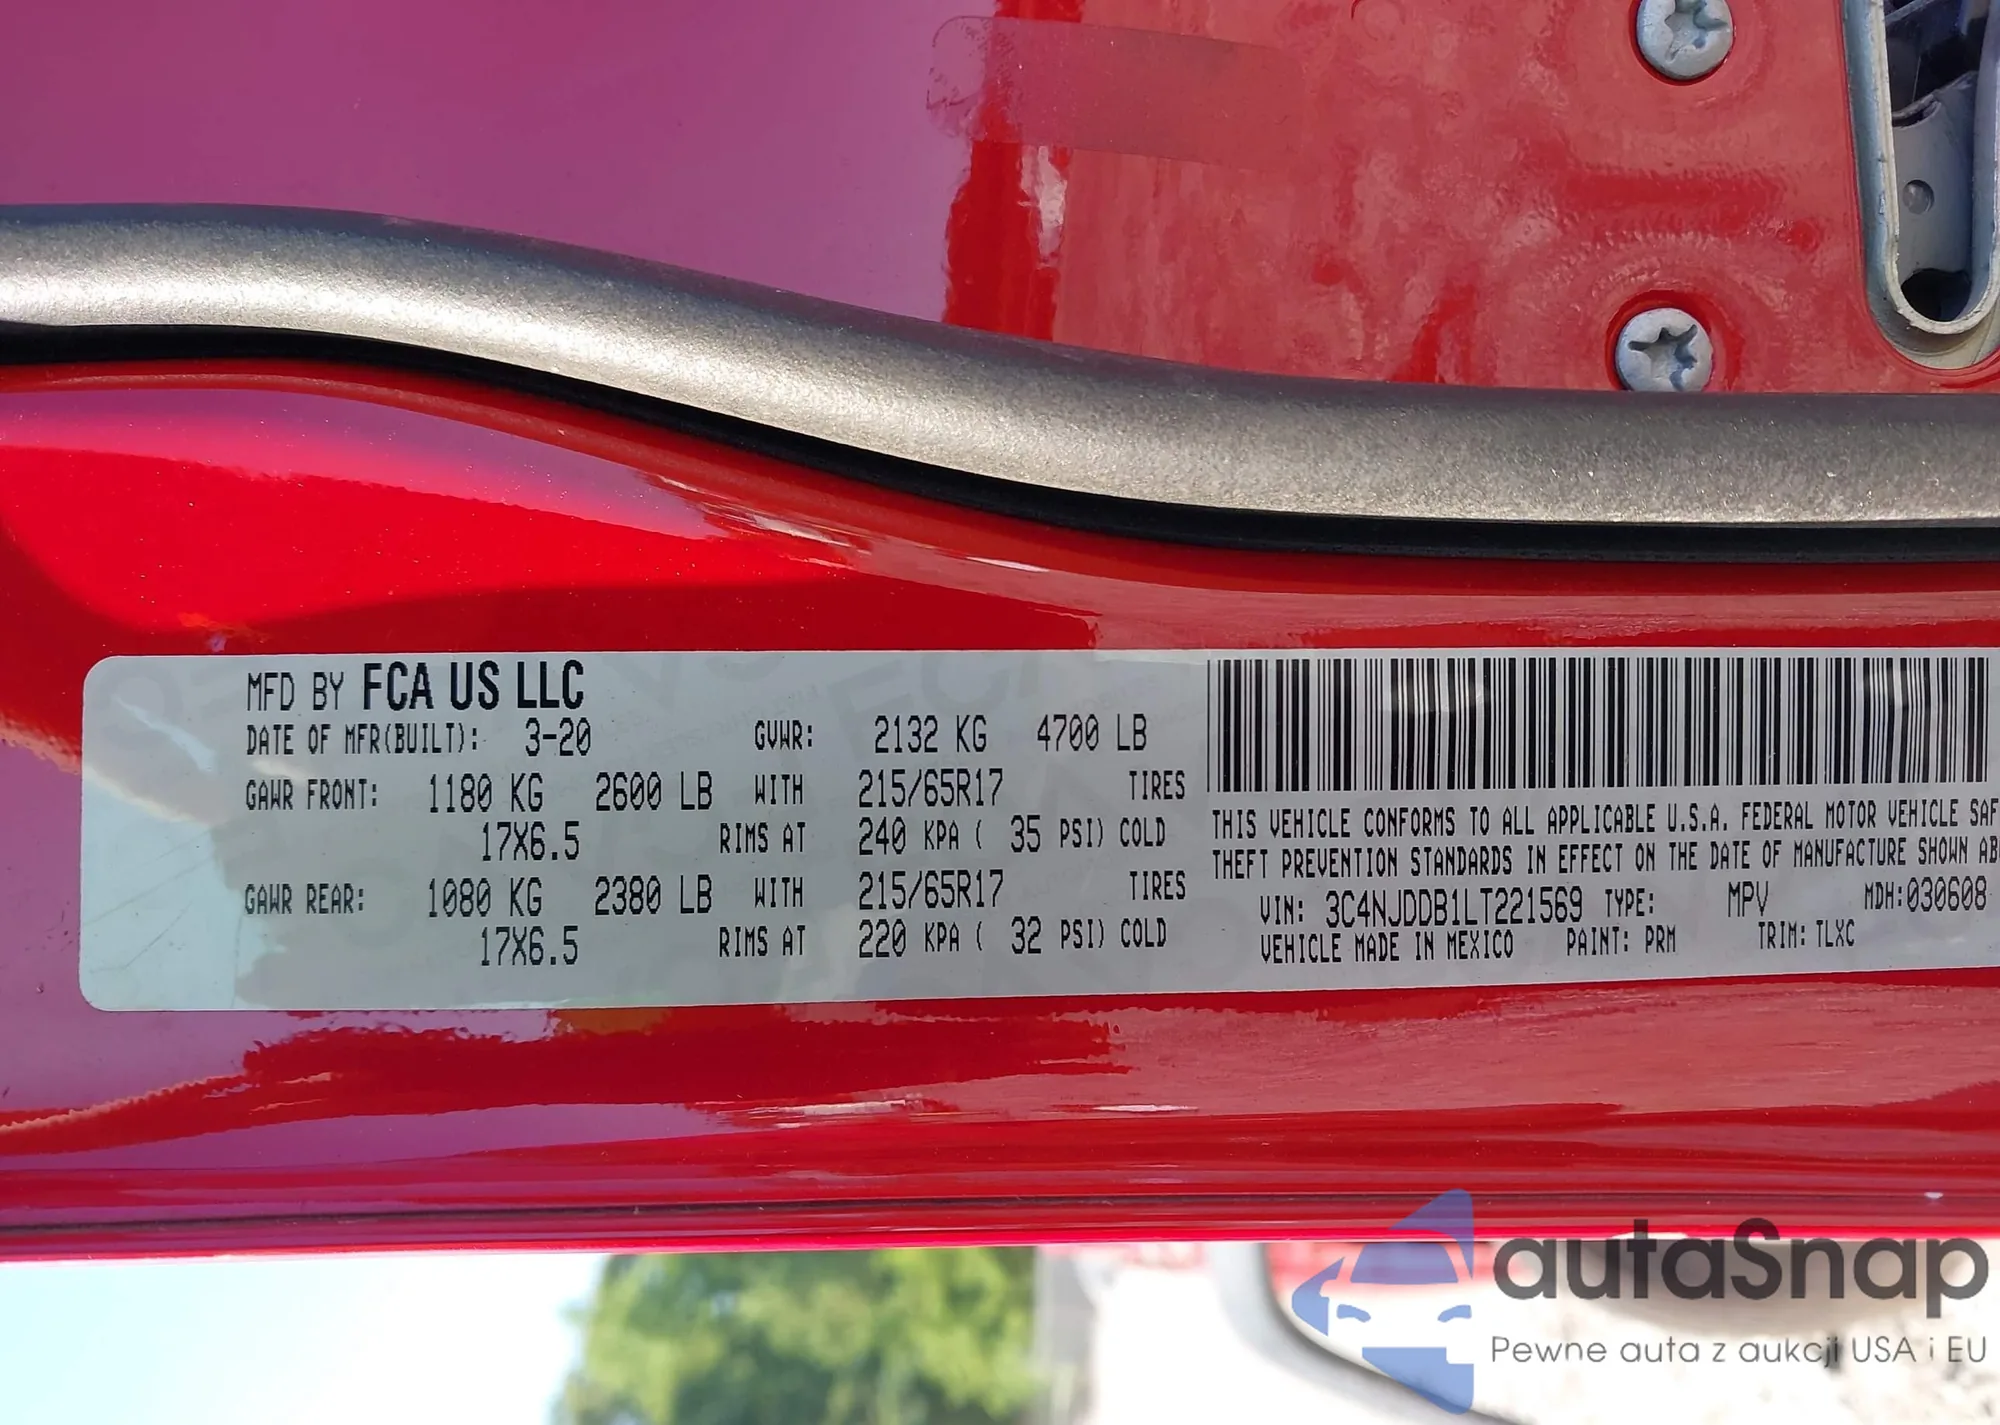 MFD BY FCA US LLC
DATE OF MFR(BUILT): 3-20 GVWR: 2132 KG 4700 LB
GAWR FRONT: 1180 KG 2600 LB WITH 215/65R17 TIRES
17X6.5 RIMS AT 240 KPA ( 35 PSI) COLD
GAWR REAR: 1080 KG 2380 LB WITH 215/65R17 TIRES
17X6.5 RIMS AT 220 KPA ( 32 PSI) COLD
THIS VEHICLE CONFORMS TO ALL APPLICABLE U.S.A. FEDERAL MOTOR VEHICLE SAF
THEFT PREVENTION STANDARDS IN EFFECT ON THE DATE OF MANUFACTURE SHOWN AB
VIN: 3C4NJDDB1LT221569 TYPE: MPV MDH:030608
VEHICLE MADE IN MEXICO PAINT: PRM TRIM: TLXC
autaSnap
Pewne auta z aukcji USA i EU